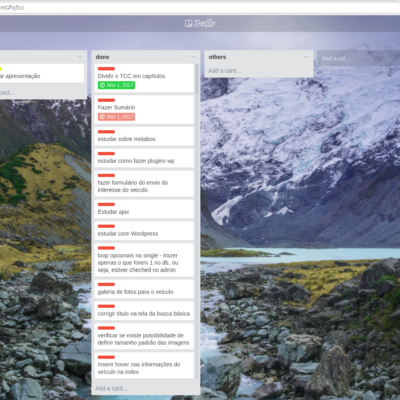 Trello
ar apresentação
card...
done
Dividir o TCC em capítulos.
Nov 1, 2017
Fazer Sumário
Nov 1, 2017
estudar sobre metabox
estudar como fazer plugins wp
fazer formulário do envio do
interesse do veiculo
Estudar ajax
estudar core Wordpress
loop opcionais na single - trazer
apenas o que forem 1 no db, ou
seja, estiver cheched no admin
galeria de fotos para o veiculo
corrigir título na tela da busca básica
verificar se existe possibilidade de
definir tamanho padrão das imagens
Inserir hover nas informações do
veículo na index
Add a card...
others
Add a card...
Add a list...